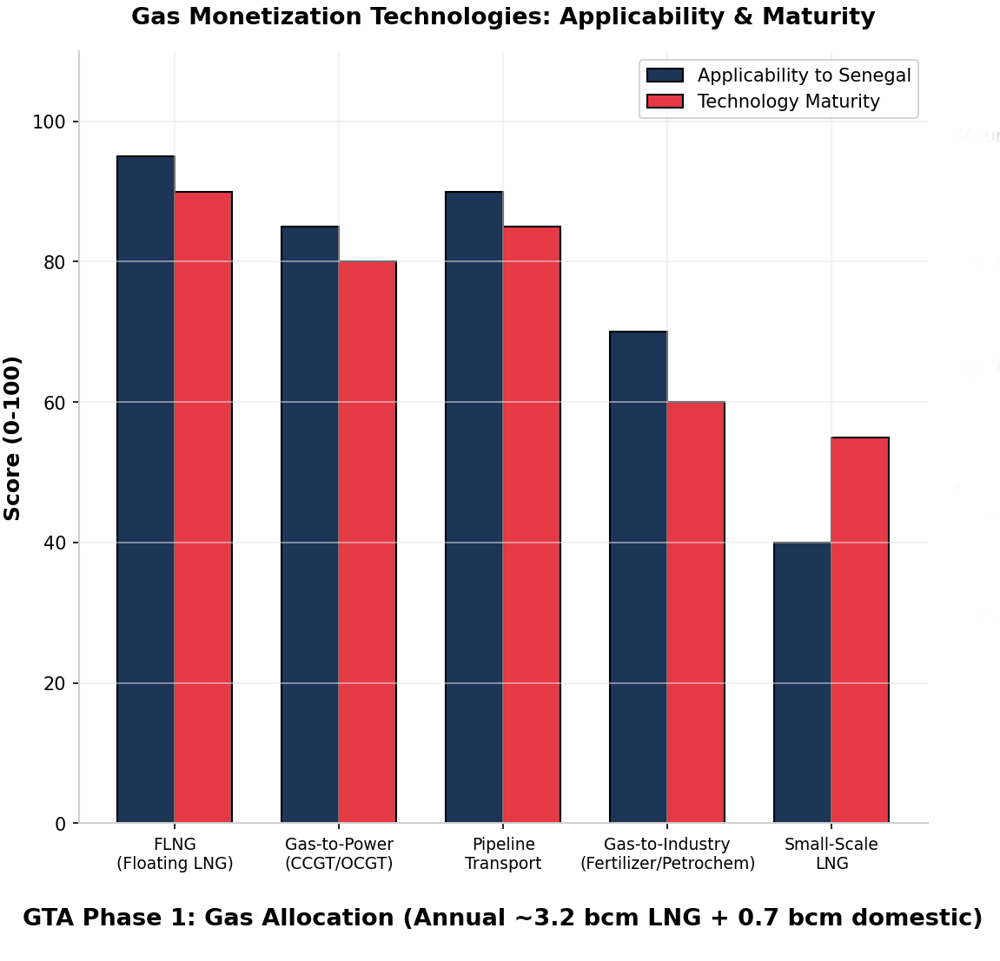 Gas Monetization Technologies: Applicability & Maturity
Applicability to Senegal
Technology Maturity
100
80
60
40
20
0
Score (0-100)
FLNG
(Floating LNG)
Gas-to-Power
(CCGT/OCGT)
Pipeline
Transport
Gas-to-Industry
(Fertilizer/Petrochem)
Small-Scale
LNG
GTA Phase 1: Gas Allocation (Annual ~3.2 bcm LNG + 0.7 bcm domestic)